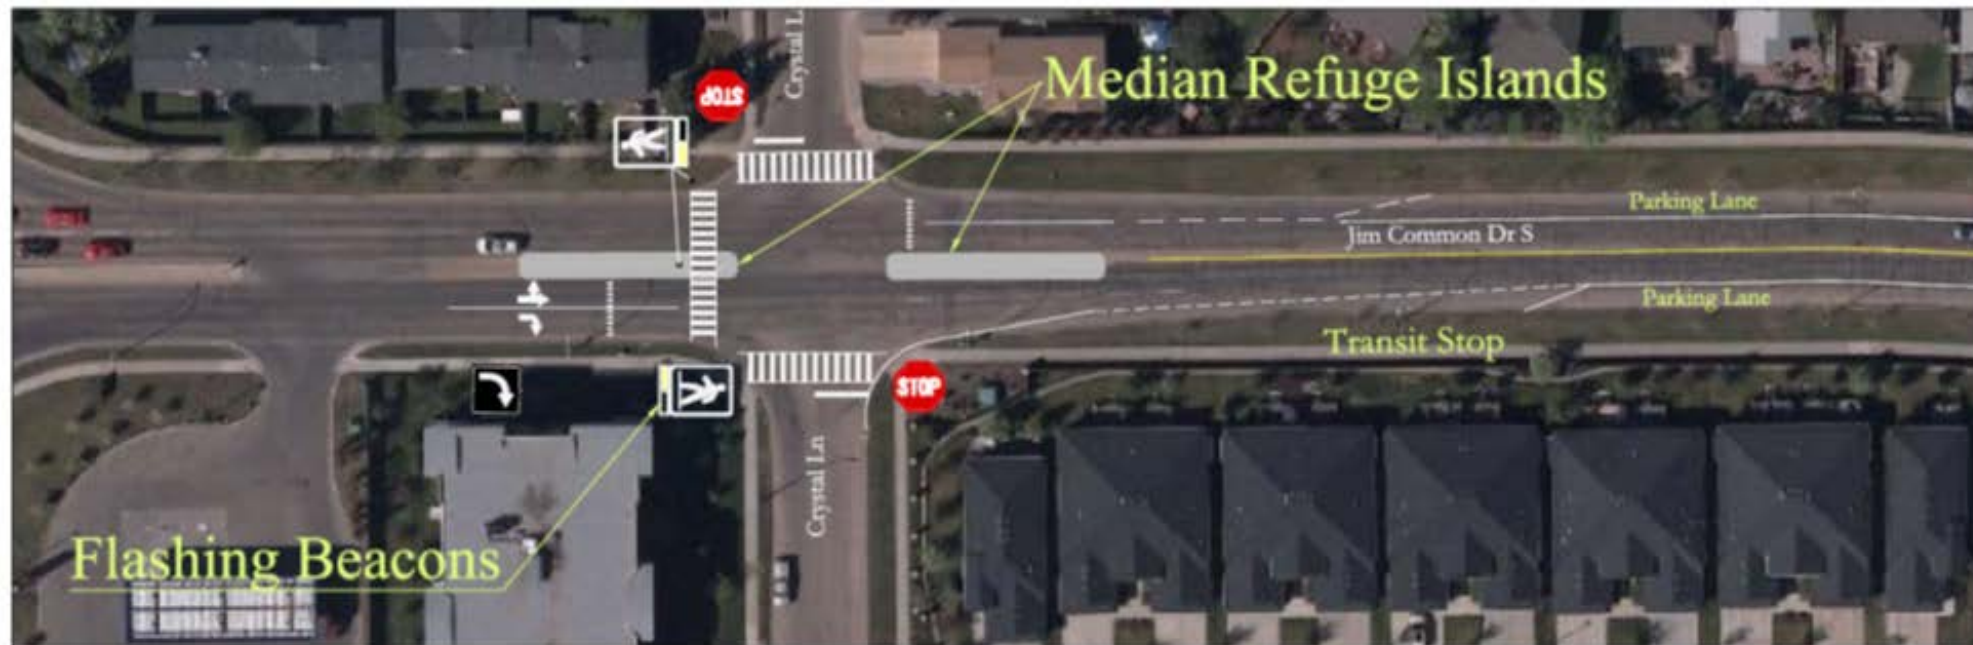 Crystal L
STOP
Median Refuge Islands
Parking Lane
Jim Common Dr S
Parking Lane
Transit Stop
STOP
Crystal Ln
Flashing Beacons